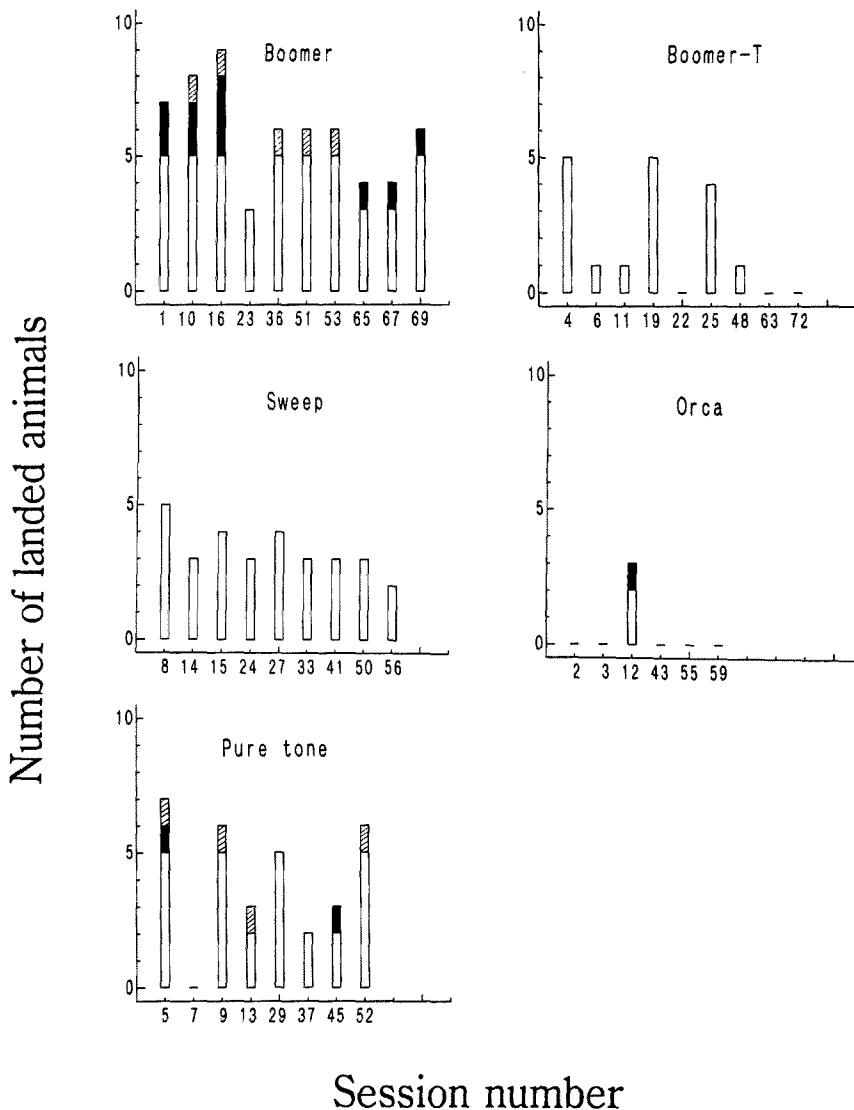 Number of landed animals
Boomer
10
5
0
1 10 16 23 36 51 53 65 67 69
Boomer-T
10
5
0
4 6 11 19 22 25 48 63 72
Sweep
10
5
0
8 14 15 24 27 33 41 50 56
Orca
10
5
0
2 3 12 43 55 59
Pure tone
10
5
0
5 7 9 13 29 37 45 52
Session number